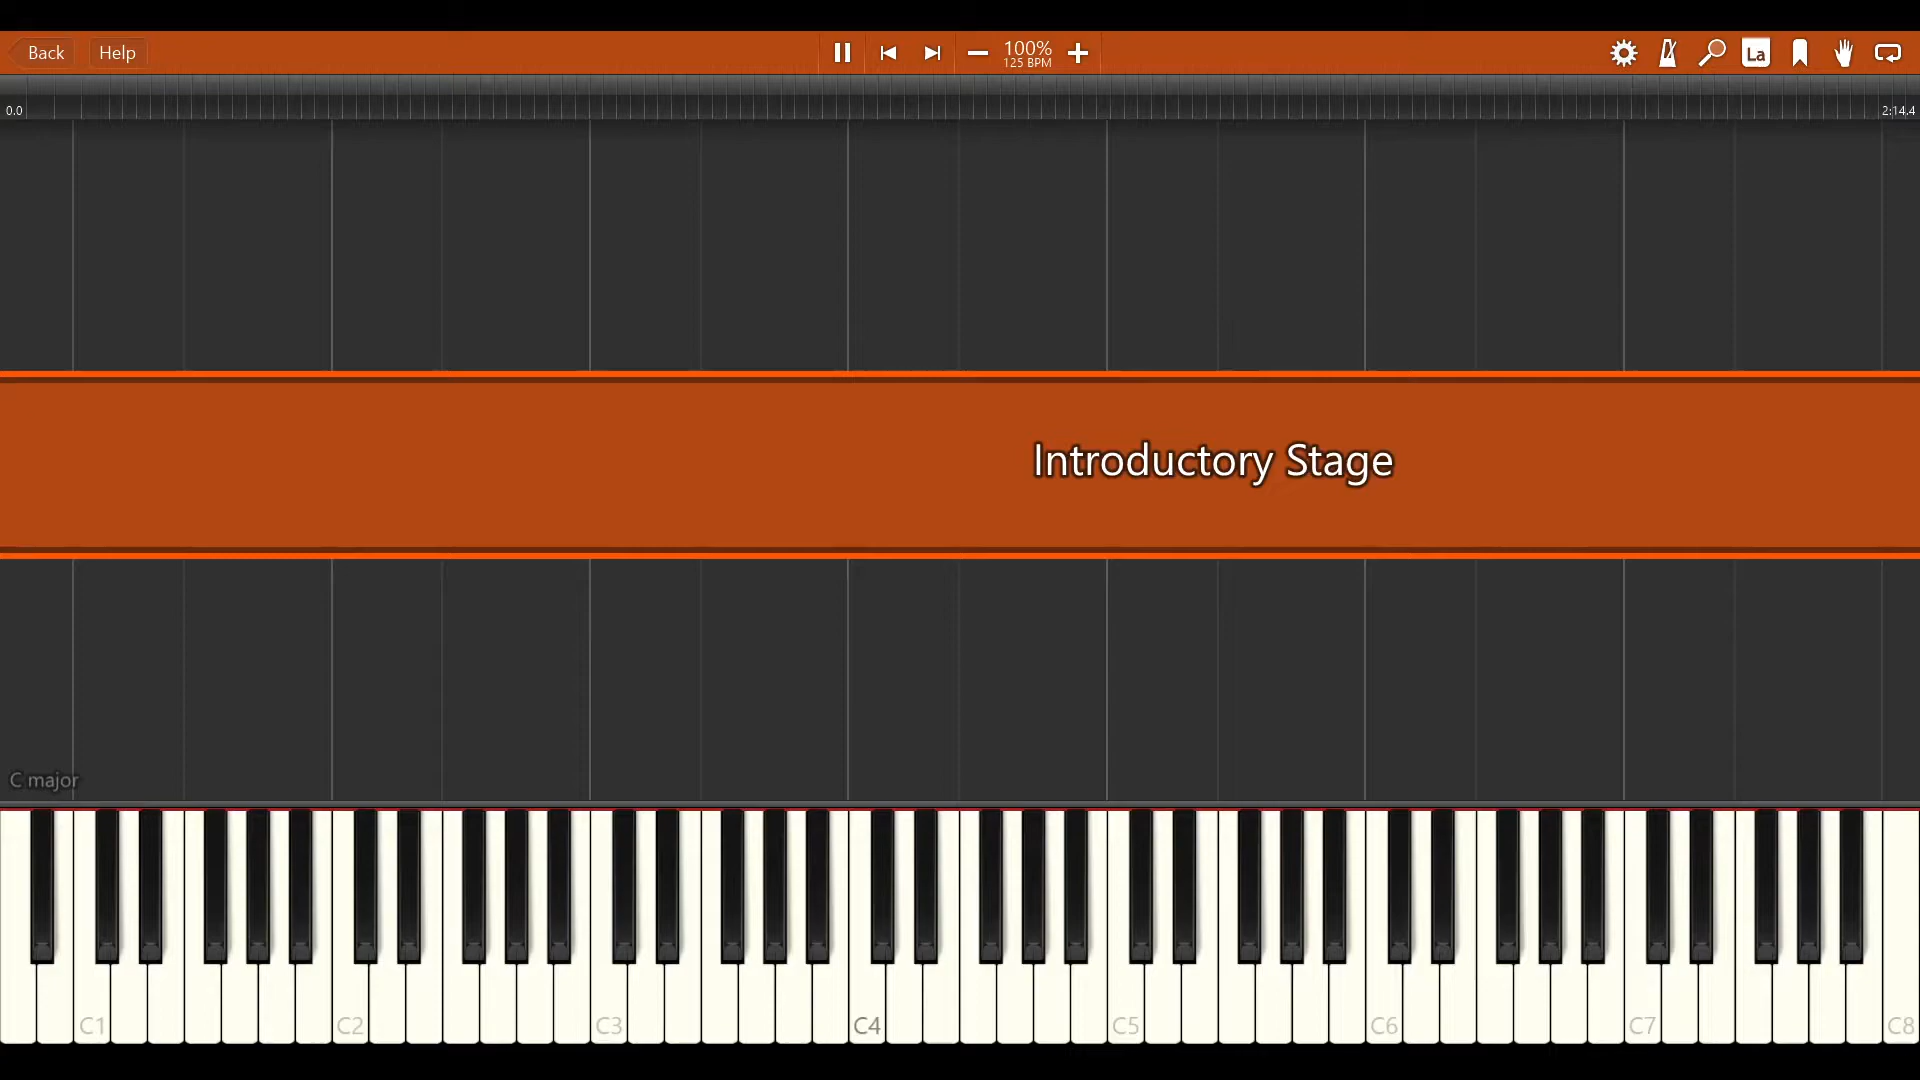 Back Help 100% La
125 BPM
0.0 2:14.4
Introductory Stage
C major
C1 C2 C3 C4 C5 C6 C7 C8